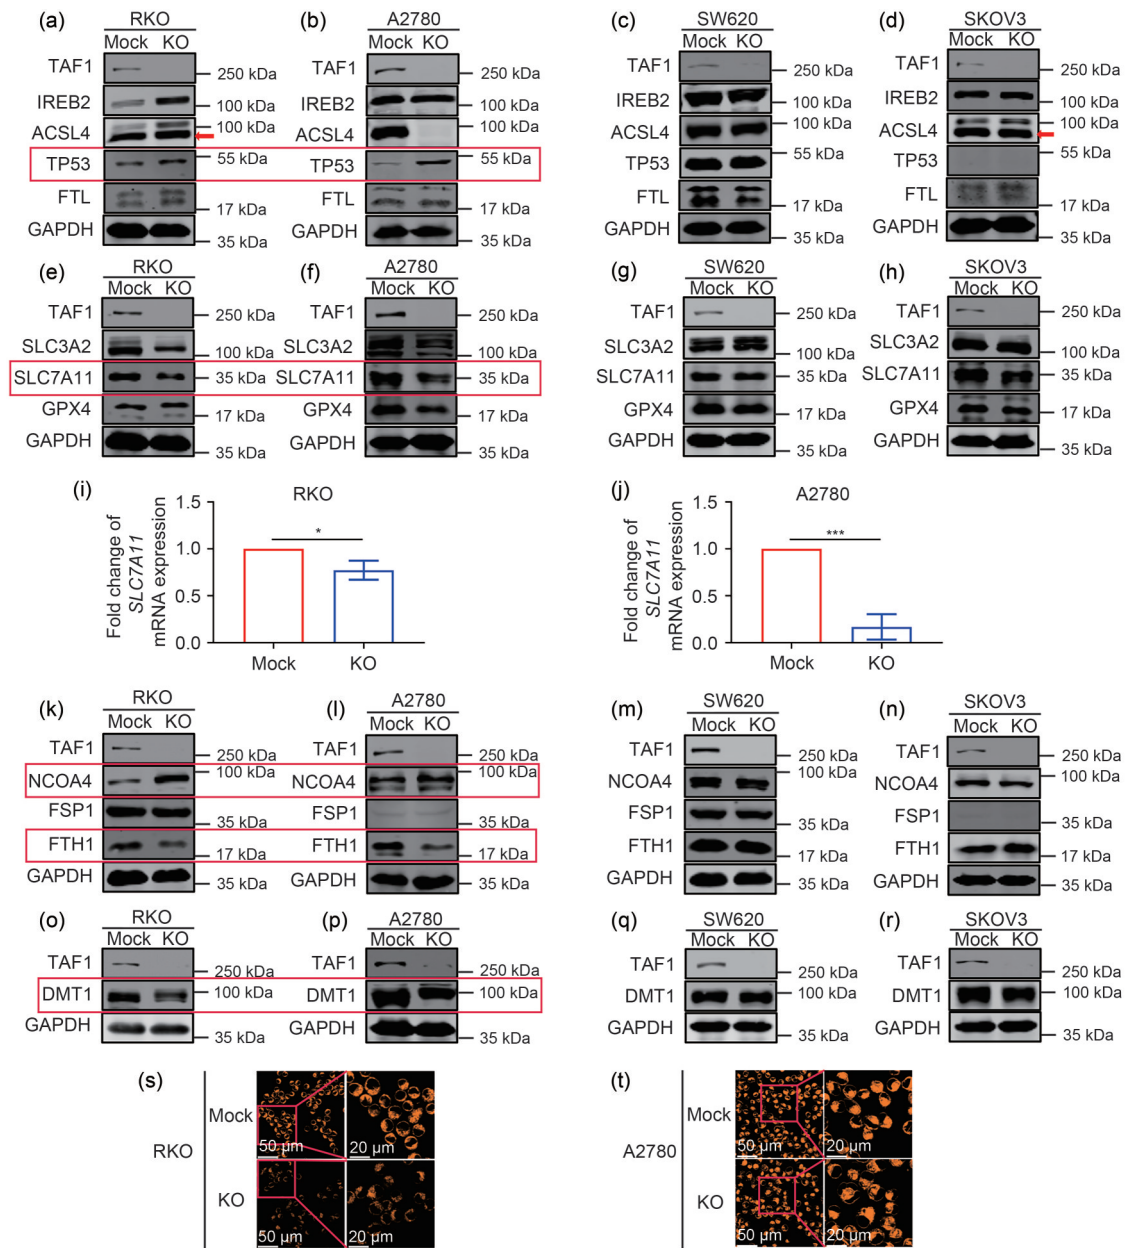 (a) RKO (b) A2780 (c) SW620 (d) SKOV3
Mock KO Mock KO Mock KO Mock KO
TAF1 250 kDa TAF1 250 kDa TAF1 250 kDa TAF1 250 kDa
IREB2 100 kDa IREB2 100 kDa IREB2 100 kDa IREB2 100 kDa
ACSL4 100 kDa ACSL4 100 kDa ACSL4 100 kDa ACSL4 100 kDa
TP53 55 kDa TP53 55 kDa TP53 55 kDa TP53 55 kDa
FTL 17 kDa FTL 17 kDa FTL 17 kDa FTL 17 kDa
GAPDH 35 kDa GAPDH 35 kDa GAPDH 35 kDa GAPDH 35 kDa
(e) RKO (f) A2780 (g) SW620 (h) SKOV3
Mock KO Mock KO Mock KO Mock KO
TAF1 250 kDa TAF1 250 kDa TAF1 250 kDa TAF1 250 kDa
SLC3A2 100 kDa SLC3A2 100 kDa SLC3A2 100 kDa SLC3A2 100 kDa
SLC7A11 35 kDa SLC7A11 35 kDa SLC7A11 35 kDa SLC7A11 35 kDa
GPX4 17 kDa GPX4 17 kDa GPX4 17 kDa GPX4 17 kDa
GAPDH 35 kDa GAPDH 35 kDa GAPDH 35 kDa GAPDH 35 kDa
(i) RKO
Fold change of
SLC7A11
mRNA expression
1.5
1.0
0.5
0.0
*
Mock KO
(j) A2780
Fold change of
SLC7A11
mRNA expression
1.5
1.0
0.5
0.0
***
Mock KO
(k) RKO (l) A2780 (m) SW620 (n) SKOV3
Mock KO Mock KO Mock KO Mock KO
TAF1 250 kDa TAF1 250 kDa TAF1 250 kDa TAF1 250 kDa
NCOA4 100 kDa NCOA4 100 kDa NCOA4 100 kDa NCOA4 100 kDa
FSP1 35 kDa FSP1 35 kDa FSP1 35 kDa FSP1 35 kDa
FTH1 17 kDa FTH1 17 kDa FTH1 17 kDa FTH1 17 kDa
GAPDH 35 kDa GAPDH 35 kDa GAPDH 35 kDa GAPDH 35 kDa
(o) RKO (p) A2780 (q) SW620 (r) SKOV3
Mock KO Mock KO Mock KO Mock KO
TAF1 250 kDa TAF1 250 kDa TAF1 250 kDa TAF1 250 kDa
DMT1 100 kDa DMT1 100 kDa DMT1 100 kDa DMT1 100 kDa
GAPDH 35 kDa GAPDH 35 kDa GAPDH 35 kDa GAPDH 35 kDa
(s)
RKO
Mock
50 µm 20 µm
KO
50 µm 20 µm
(t)
A2780
Mock
50 µm 20 µm
KO
50 µm 20 µm